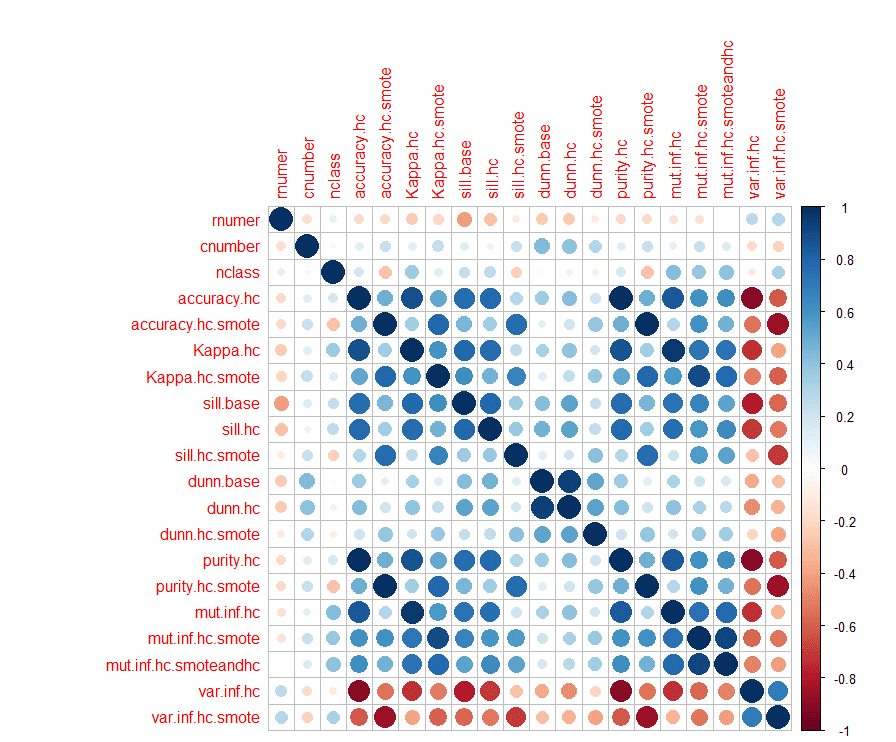 rnumer
cnumber
nclass
accuracy.hc
accuracy.hc.smote
Kappa.hc
Kappa.hc.smote
sill.base
sill.hc
sill.hc.smote
dunn.base
dunn.hc
dunn.hc.smote
purity.hc
purity.hc.smote
mut.inf.hc
mut.inf.hc.smote
mut.inf.hc.smoteandhc
var.inf.hc
var.inf.hc.smote
rnumer
cnumber
nclass
accuracy.hc
accuracy.hc.smote
Kappa.hc
Kappa.hc.smote
sill.base
sill.hc
sill.hc.smote
dunn.base
dunn.hc
dunn.hc.smote
purity.hc
purity.hc.smote
mut.inf.hc
mut.inf.hc.smote
mut.inf.hc.smoteandhc
var.inf.hc
var.inf.hc.smote
1
0.8
0.6
0.4
0.2
0
-0.2
-0.4
-0.6
-0.8
-1